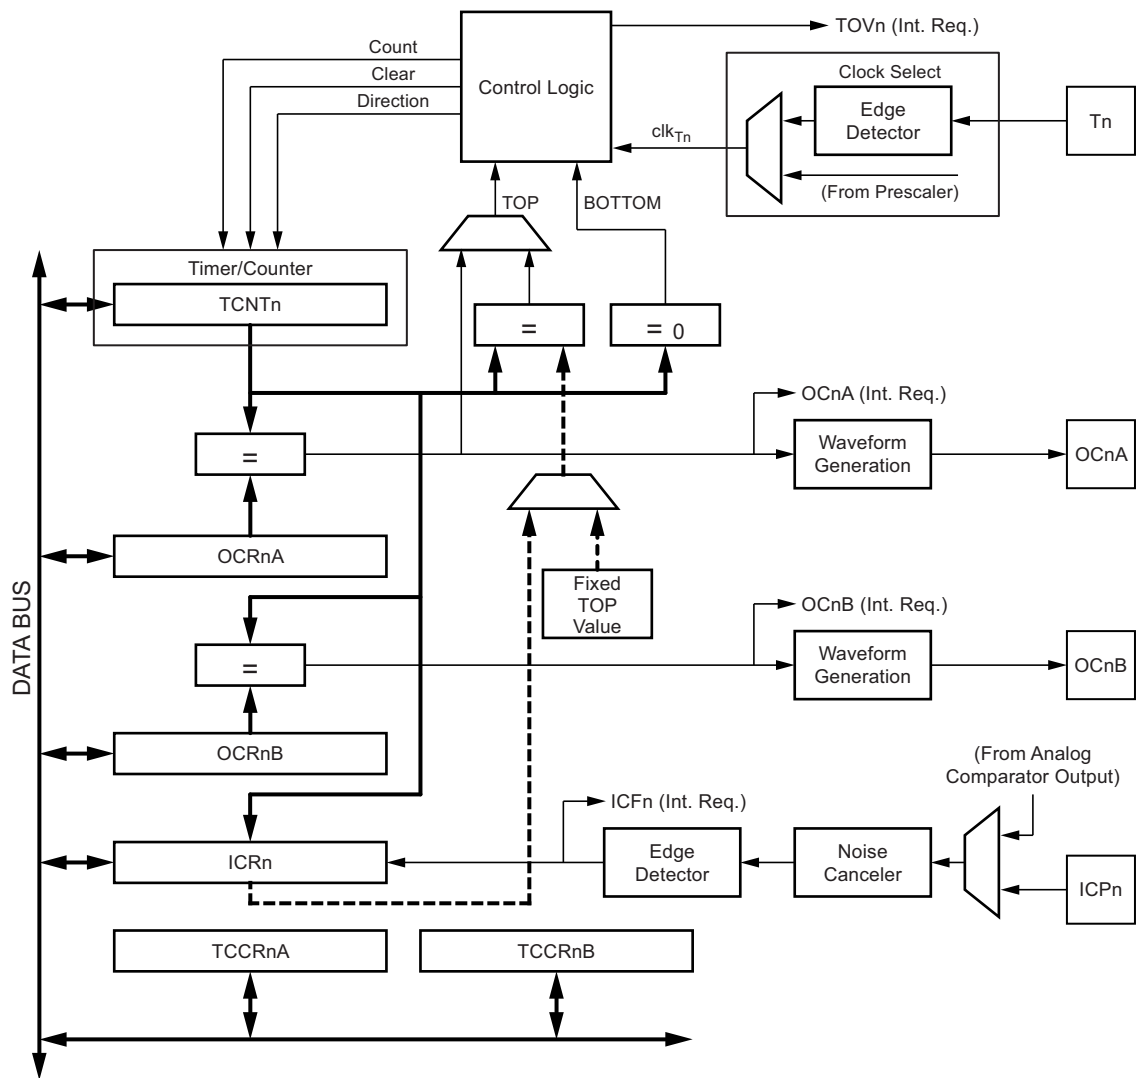 TOVn (Int. Req.)
Count
Clear
Direction
Control Logic
Clock Select
Edge
Detector
Tn
clkTn
(From Prescaler)
TOP
BOTTOM
Timer/Counter
TCNTn
=
= 0
OCnA (Int. Req.)
=
Waveform
Generation
OCnA
OCRnA
Fixed
TOP
Value
DATA BUS
OCnB (Int. Req.)
=
Waveform
Generation
OCnB
OCRnB
(From Analog
Comparator Output)
ICFn (Int. Req.)
ICRn
Edge
Detector
Noise
Canceler
ICPn
TCCRnA
TCCRnB